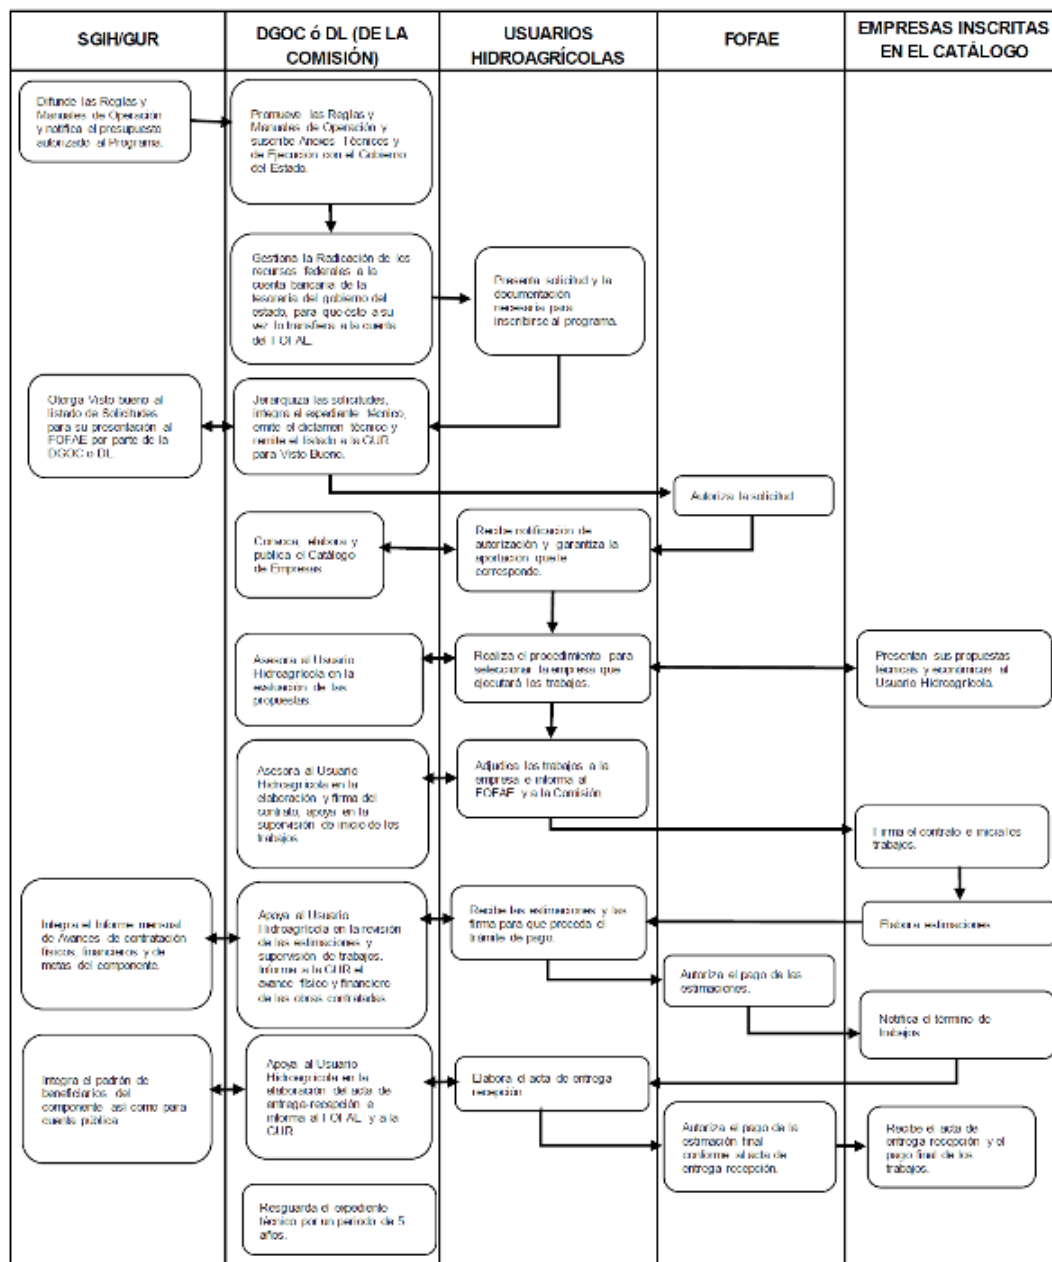 SGIH/GUR
DGOC ó DL (DE LA
COMISIÓN)
USUARIOS
HIDROAGRÍCOLAS
FOFAE
EMPRESAS INSCRITAS
EN EL CATÁLOGO
Difunde las Reglas y
Manuales de Operación
y notifica el presupuesto
autorizado al Programa.
Promueve las Reglas y
Manuales de Operación y
suscribe Anexos Técnicos y
de Ejecución con el Gobierno
del Estado.
Gestiona la Radicación de los
recursos federales a la
cuenta bancaria de la
tesorería del gobierno del
estado, para que esto a su
vez lo transfiera a la cuenta
del FOFAE.
Presenta solicitud y la
documentación
necesaria para
inscribirse al programa.
Otorga Visto bueno al
listado de Solicitudes
para su presentación al
FOFAE por parte de la
DGOC o DL.
Jerarquiza las solicitudes,
integra el expediente técnico,
emite el dictamen técnico y
remite el listado a la GUR
para Visto Bueno.
Autoriza la solicitud
Convoca, elabora y
publica el Catálogo
de Empresas.
Recibe notificación de
autorización y garantiza la
aportación que le
corresponde.
Asesora al Usuario
Hidroagrícola en la
evaluación de las
propuestas.
Realiza el procedimiento para
seleccionar la empresa que
ejecutará los trabajos.
Presentan sus propuestas
técnicas y económicas al
Usuario Hidroagrícola.
Asesora al Usuario
Hidroagrícola en la
elaboración y firma del
contrato, apoya en la
supervisión de inicio de los
trabajos
Adjudica los trabajos a la
empresa e informa al
FOFAE y a la Comisión
Firma el contrato e inicia los
trabajos.
Integra el Informe mensual
de Avances de contratación
físicos, financieros y de
metas del componente.
Apoya al Usuario
Hidroagrícola en la revisión
de las estimaciones y
supervisión de trabajos.
Informa a la GUR el
avance físico y financiero
de las obras contratadas
Recibe las estimaciones y las
firma para que proceda el
trámite de pago.
Elabora estimaciones
Autoriza el pago de las
estimaciones.
Notifica el término de
trabajos
Integra el padrón de
beneficiarios del
componente así como para
cuenta pública
Apoya al Usuario
Hidroagrícola en la
elaboración del acta de
entrega-recepción e
informa al FOFAE y a la
GUR
Elabora el acta de entrega
recepción
Autoriza el pago de la
estimación final
conforme al acta de
entrega recepción.
Recibe el acta de
entrega recepción y el
pago final de los
trabajos.
Resguarda el expediente
técnico por un periodo de 5
años.